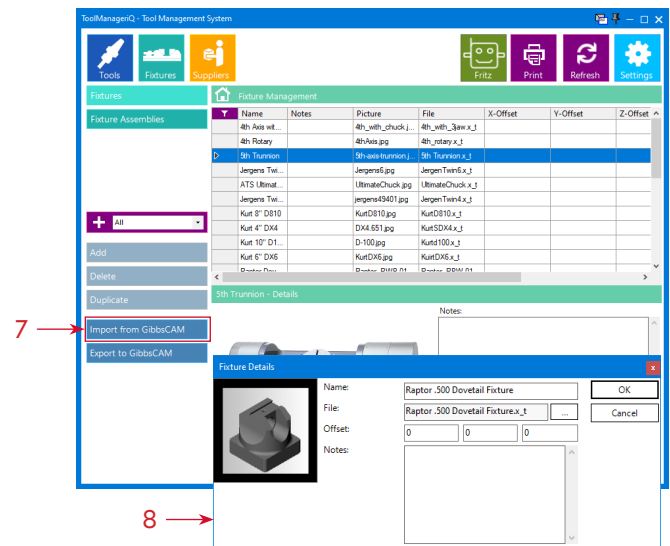 ToolManageriQ - Tool Management System
Tools
Fixtures
Suppliers
Fritz
Print
Refresh
Settings
Fixtures
Fixture Assemblies
All
Add
Delete
Duplicate
Import from GibbsCAM
Export to GibbsCAM
7
8
Fixture Management
Name Notes Picture File X-Offset Y-Offset Z-Offset
4th Axis wit... 4th_with_chuck.j... 4th_with_3jaw.x_t
4th Rotary 4thAxis.jpg 4th_rotary.x_t
5th Trunnion 5th-axis-trunnion.j... 5th Trunnion.x_t
Jergens Twi... Jergens6.jpg JergenTwin6.x_t
ATS Ultimat... UltimateChuck.jpg UltimateChuck.x_t
Jergens Twi... jergens49401.jpg JergenTwin4.x_t
Kurt 8" D810 KurtD810.jpg KurtD810.x_t
Kurt 4" DX4 DX4.651.jpg KurtSDX4.x_t
Kurt 10" D1... D-100.jpg Kurtd100.x_t
Kurt 6" DX6 KurtDX6.jpg KuirtDX6.x_t
5th Trunnion - Details
Notes:
Fixture Details
x
Name: Raptor .500 Dovetail Fixture OK
File: Raptor .500 Dovetail Fixture.x_t ... Cancel
Offset: 0 0 0
Notes: